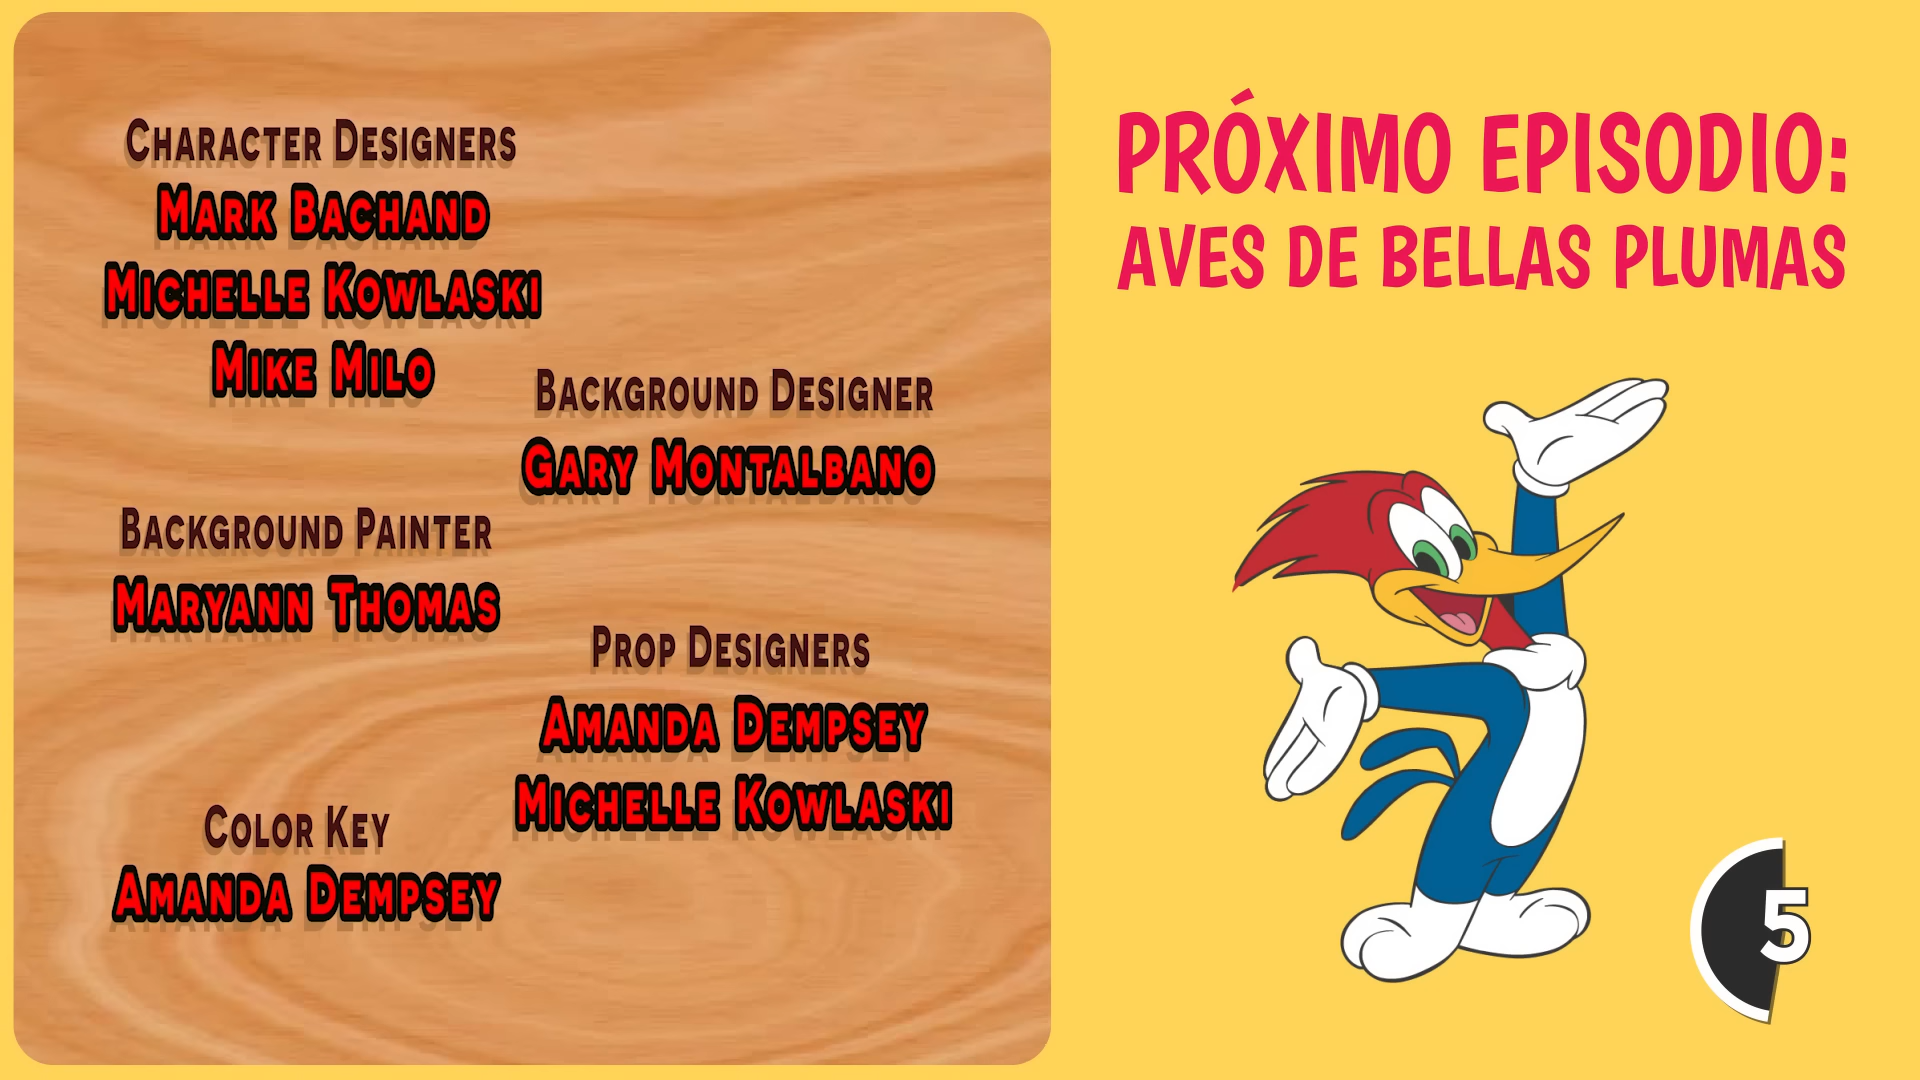 Character Designers
Mark Bachand
Michelle Kowlaski
Mike Milo
Background Designer
Gary Montalbano
Background Painter
Maryann Thomas
Prop Designers
Amanda Dempsey
Michelle Kowlaski
Color Key
Amanda Dempsey
PRÓXIMO EPISODIO:
AVES DE BELLAS PLUMAS
5